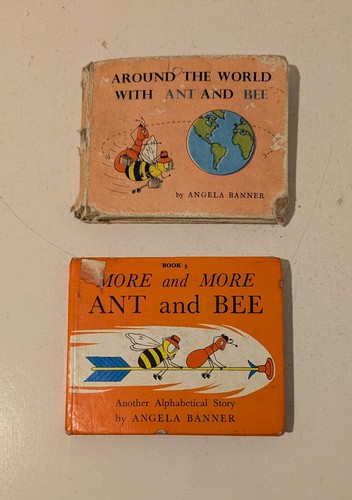 AROUND THE WORLD
WITH ANT AND BEE
by ANGELA BANNER
BOOK 3
MORE and MORE
ANT and BEE
Another Alphabetical Story
by ANGELA BANNER